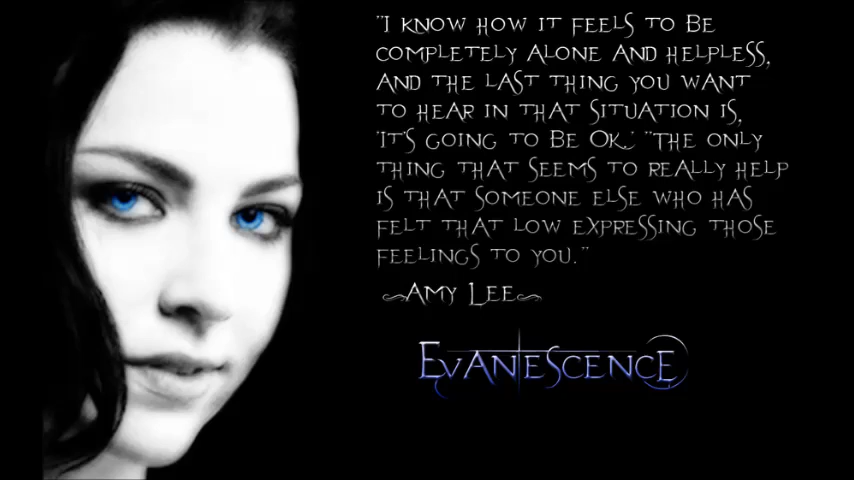 "I KNOW HOW IT FEELS TO BE
COMPLETELY ALONE AND HELPLESS,
AND THE LAST THING YOU WANT
TO HEAR IN THAT SITUATION IS,
'IT'S GOING TO BE OK.' "THE ONLY
THING THAT SEEMS TO REALLY HELP
IS THAT SOMEONE ELSE WHO HAS
FELT THAT LOW EXPRESSING THOSE
FEELINGS TO YOU."
~AMY LEE~
EVANESCENCE